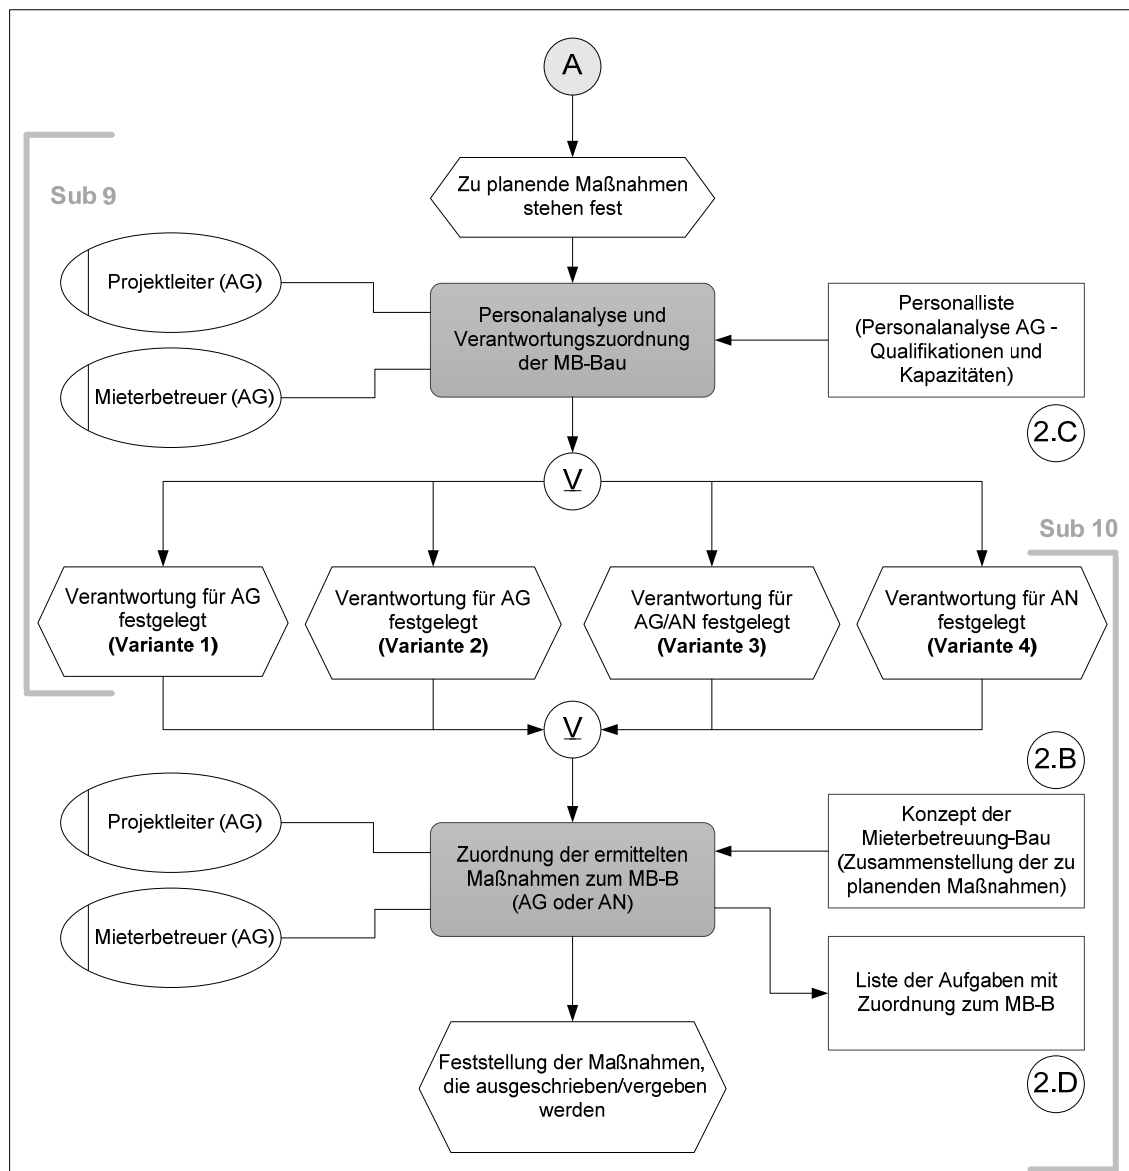 A
Zu planende Maßnahmen
stehen fest
Sub 9
Projektleiter (AG)
Mieterbetreuer (AG)
Personalanalyse und
Verantwortungszuordnung
der MB-Bau
Personalliste
(Personalanalyse AG -
Qualifikationen und
Kapazitäten)
2.C
V
Sub 10
Verantwortung für AG
festgelegt
(Variante 1)
Verantwortung für AG
festgelegt
(Variante 2)
Verantwortung für
AG/AN festgelegt
(Variante 3)
Verantwortung für AN
festgelegt
(Variante 4)
V
2.B
Projektleiter (AG)
Mieterbetreuer (AG)
Zuordnung der ermittelten
Maßnahmen zum MB-B
(AG oder AN)
Konzept der
Mieterbetreuung-Bau
(Zusammenstellung der zu
planenden Maßnahmen)
Liste der Aufgaben mit
Zuordnung zum MB-B
2.D
Feststellung der Maßnahmen,
die ausgeschrieben/vergeben
werden